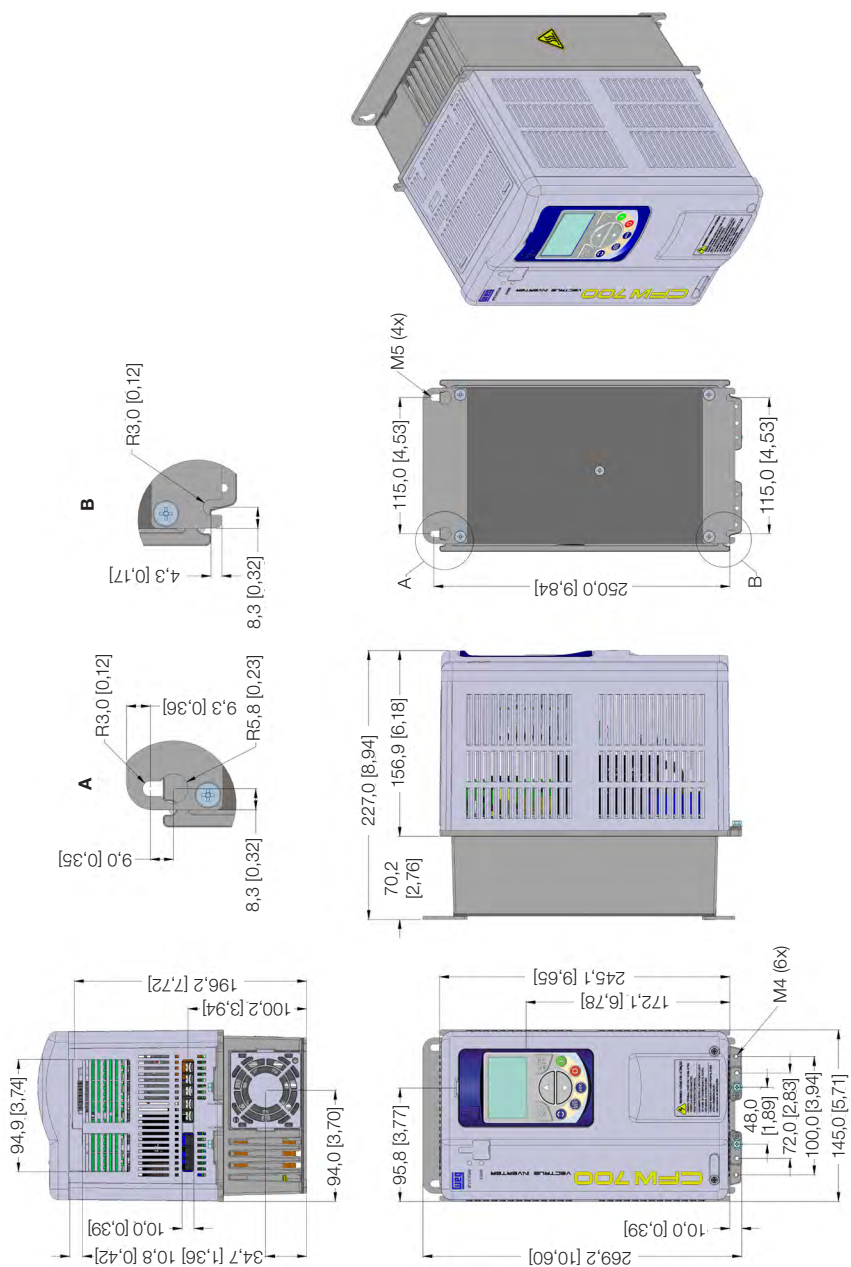 A
R3,0 [0,12]
9,3 [0,36]
R5,8 [0,23]
9,0 [0,35]
8,3 [0,32]
B
R3,0 [0,12]
4,3 [0,17]
8,3 [0,32]
94,9 [3,74]
196,2 [7,72]
100,2 [3,94]
10,0 [0,39]
10,8 [0,42]
34,7 [1,36]
94,0 [3,70]
227,0 [8,94]
156,9 [6,18]
70,2
[2,76]
M5 (4x)
115,0 [4,53]
A
250,0 [9,84]
B
115,0 [4,53]
95,8 [3,77]
245,1 [9,65]
172,1 [6,78]
M4 (6x)
269,2 [10,60]
10,0 [0,39]
48,0
[1,89]
72,0 [2,83]
100,0 [3,94]
145,0 [5,71]
weg
CFW700
VECTRUE INVERTER
weg
CFW700
VECTRUE INVERTER